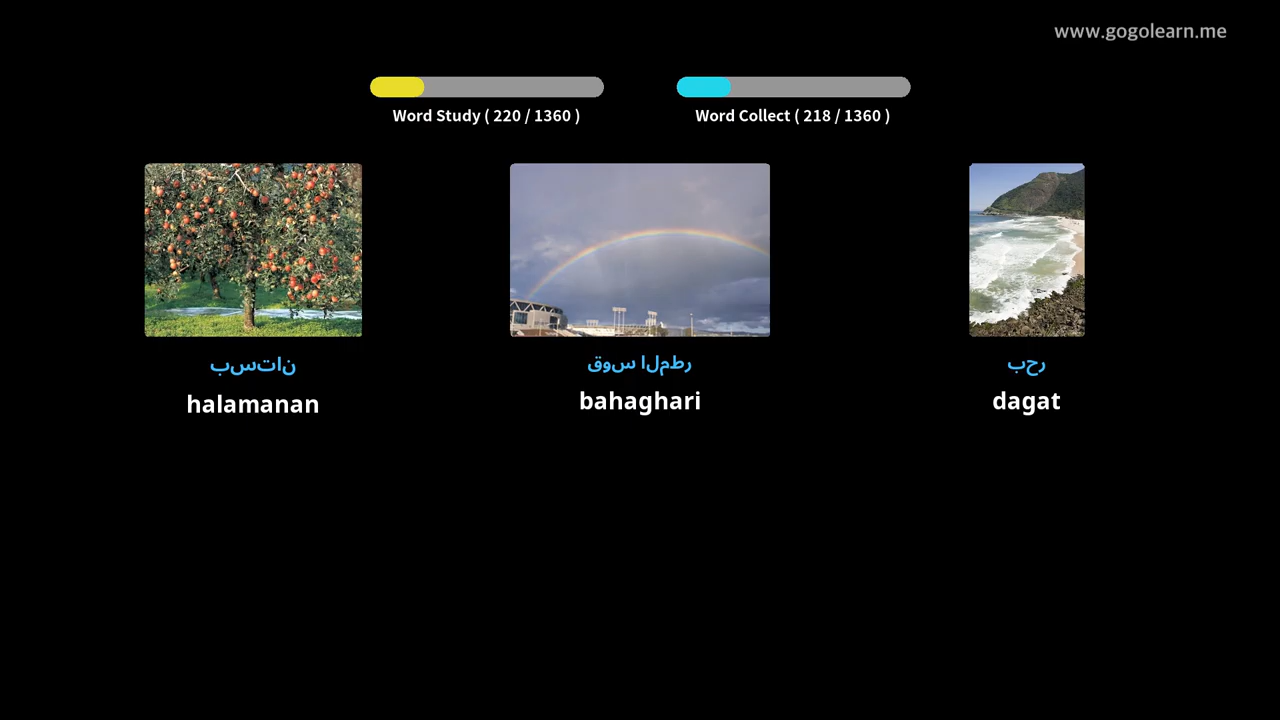 www.gogolearn.me
Word Study ( 220 / 1360 )
Word Collect ( 218 / 1360 )
بستان
halamanan
قوس المطر
bahaghari
بحر
dagat